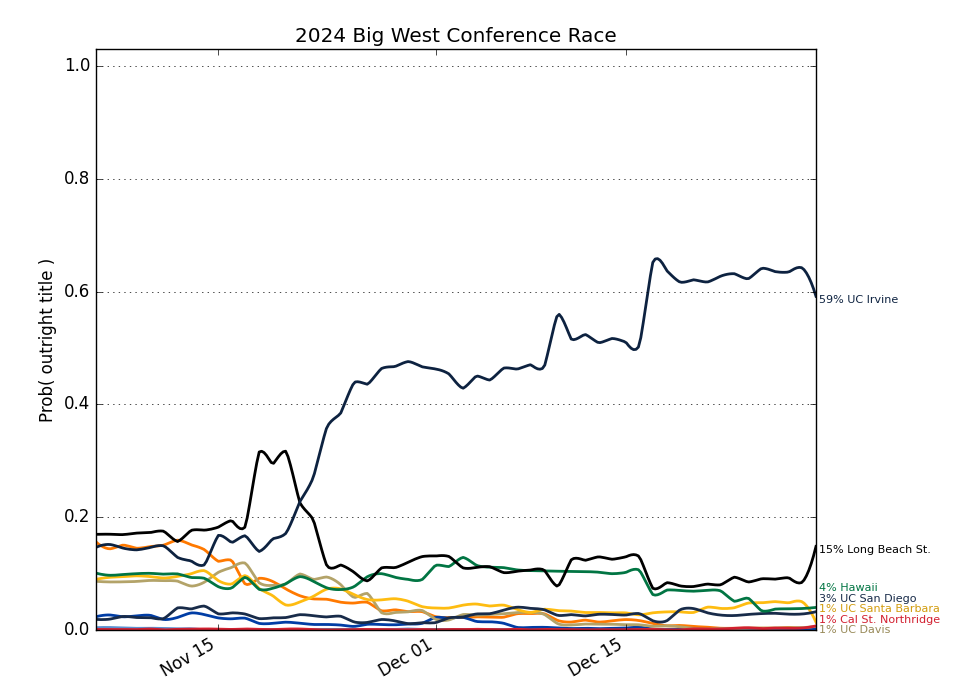 2024 Big West Conference Race
1.0
0.8
0.6
0.4
0.2
0.0
Prob( outright title )
Nov 15
Dec 01
Dec 15
59% UC Irvine
15% Long Beach St.
4% Hawaii
3% UC San Diego
1% UC Santa Barbara
1% Cal St. Northridge
1% UC Davis